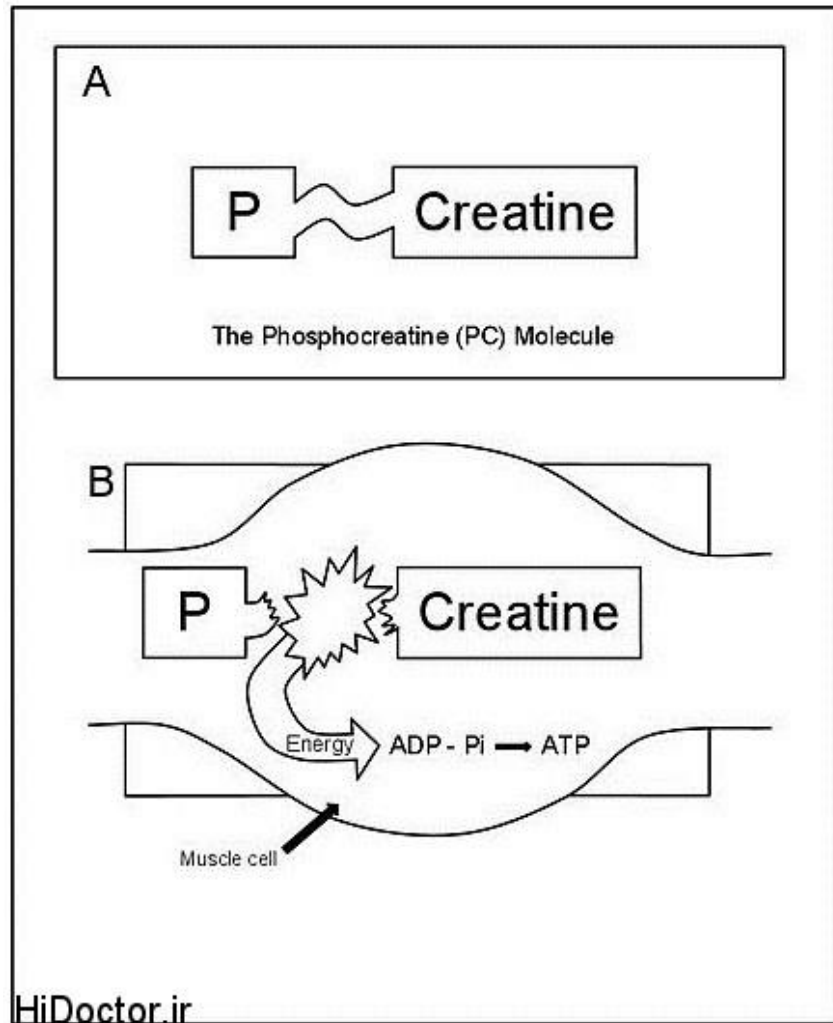 A
P Creatine
The Phosphocreatine (PC) Molecule
B
P Creatine
Energy ADP - Pi ATP
Muscle cell
HiDoctor.ir